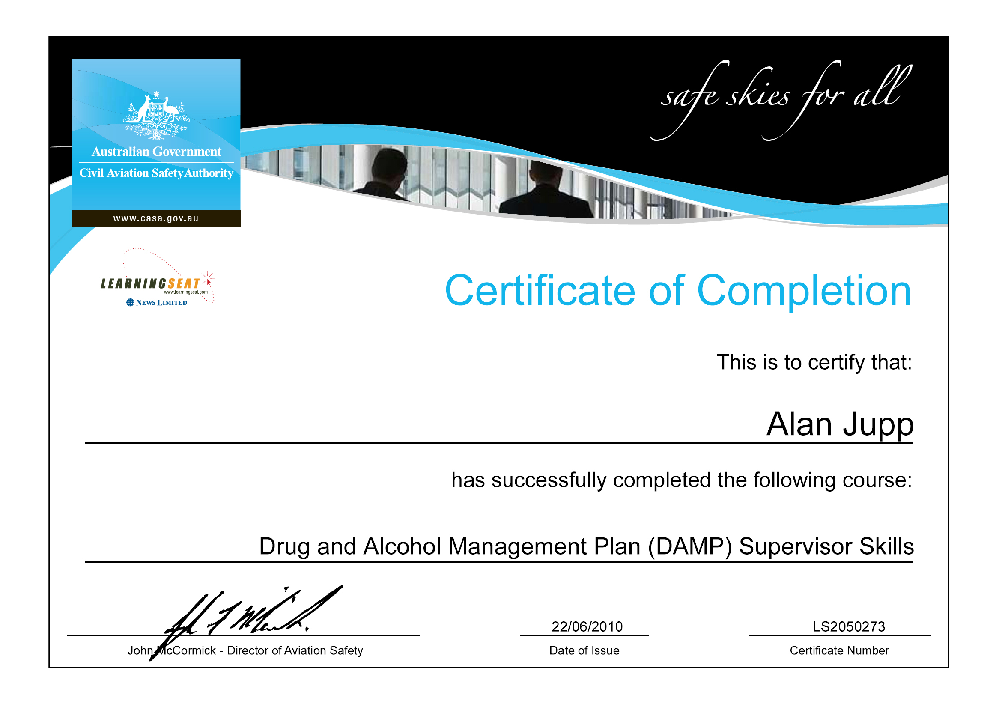 safe skies for all
AUSTRALIA
Australian Government
Civil Aviation Safety Authority
www.casa.gov.au
LEARNINGSEAT
www.learningseat.com
NEWS LIMITED
Certificate of Completion
This is to certify that:
Alan Jupp
has successfully completed the following course:
Drug and Alcohol Management Plan (DAMP) Supervisor Skills
22/06/2010
LS2050273
John McCormick - Director of Aviation Safety
Date of Issue
Certificate Number